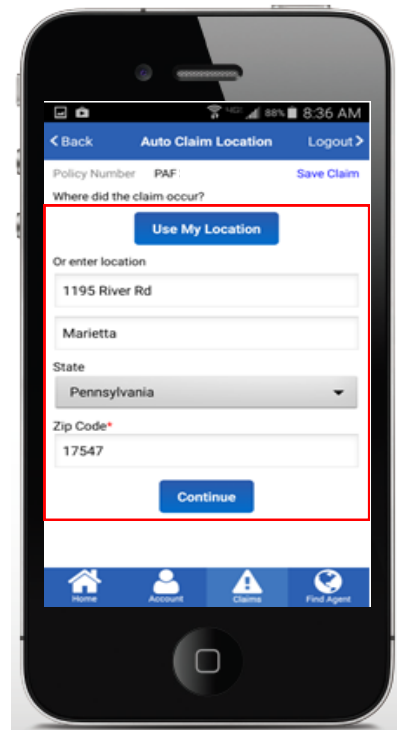 4G 88% 8:36 AM
Back Auto Claim Location Logout
Policy Number PAF Save Claim
Where did the claim occur?
Use My Location
Or enter location
1195 River Rd
Marietta
State
Pennsylvania
Zip Code*
17547
Continue
Home Account Claims Find Agent